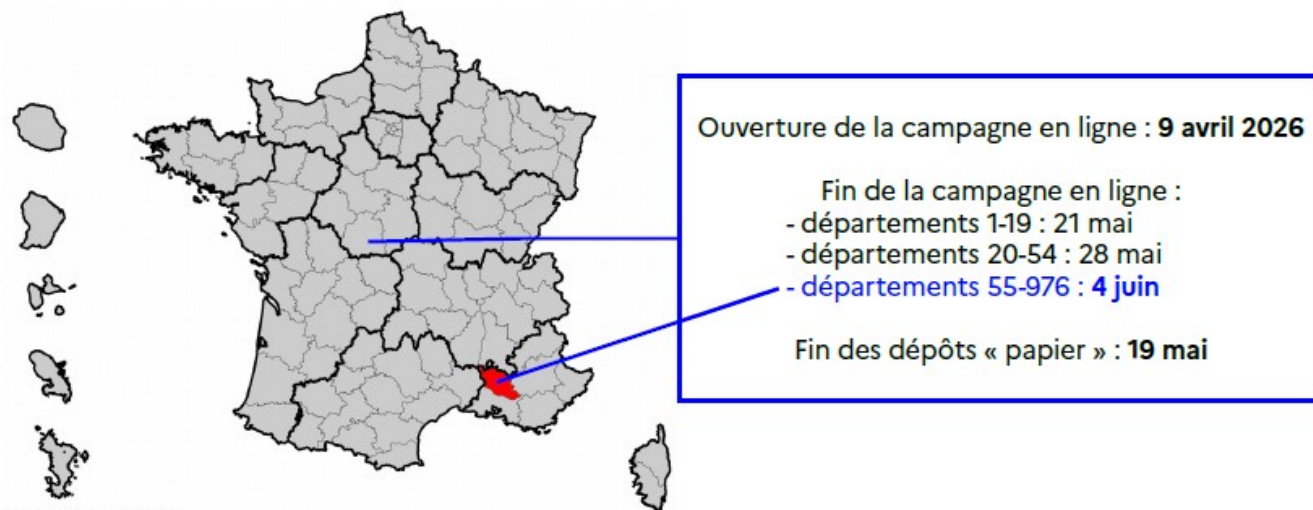 Ouverture de la campagne en ligne : 9 avril 2026
Fin de la campagne en ligne :
- départements 1-19 : 21 mai
- départements 20-54 : 28 mai
- départements 55-976 : 4 juin
Fin des dépôts « papier » : 19 mai